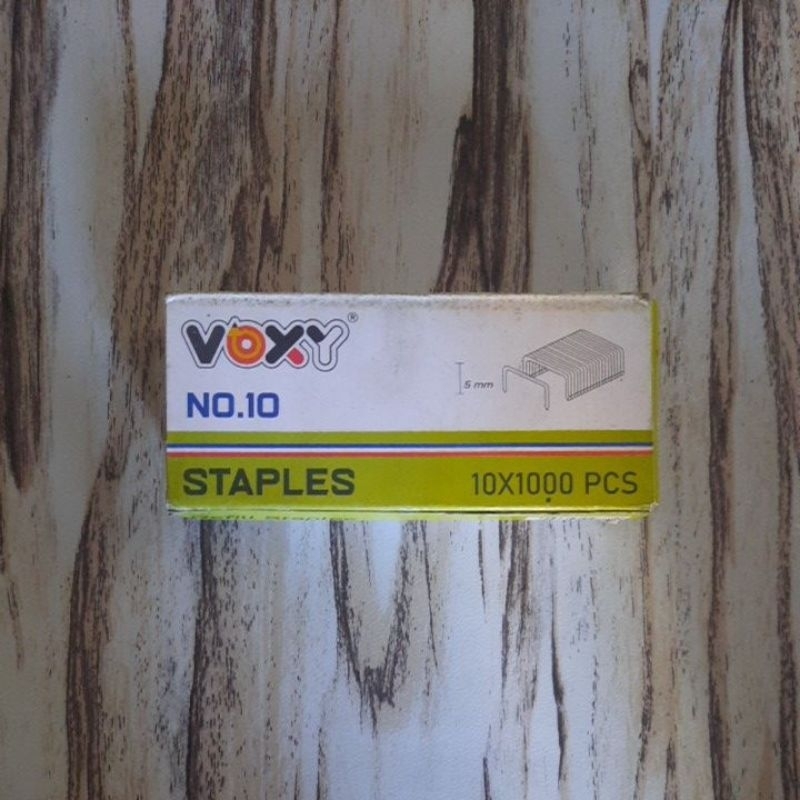 VOXY®
NO.10
5 mm
STAPLES
10X1000 PCS